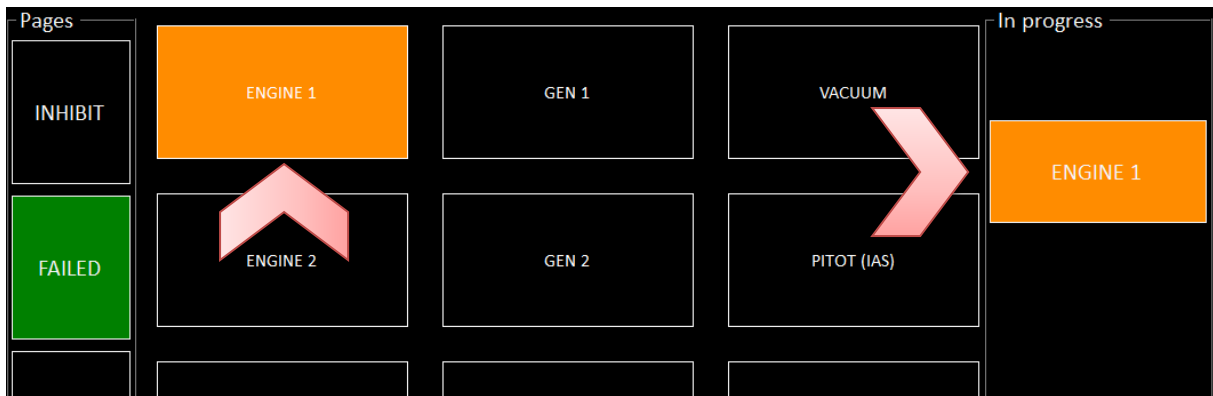 Pages
In progress
ENGINE 1
GEN 1
VACUUM
INHIBIT
ENGINE 1
ENGINE 2
GEN 2
PITOT (IAS)
FAILED